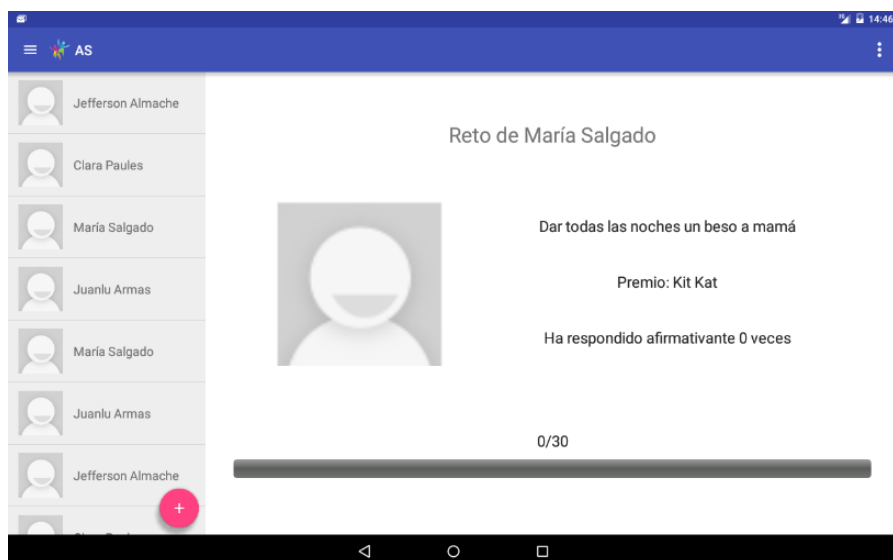 14:46
AS
Jefferson Almache
Clara Paules
María Salgado
Juanlu Armas
María Salgado
Juanlu Armas
Jefferson Almache
+
Reto de María Salgado
Dar todas las noches un beso a mamá
Premio: Kit Kat
Ha respondido afirmativante 0 veces
0/30